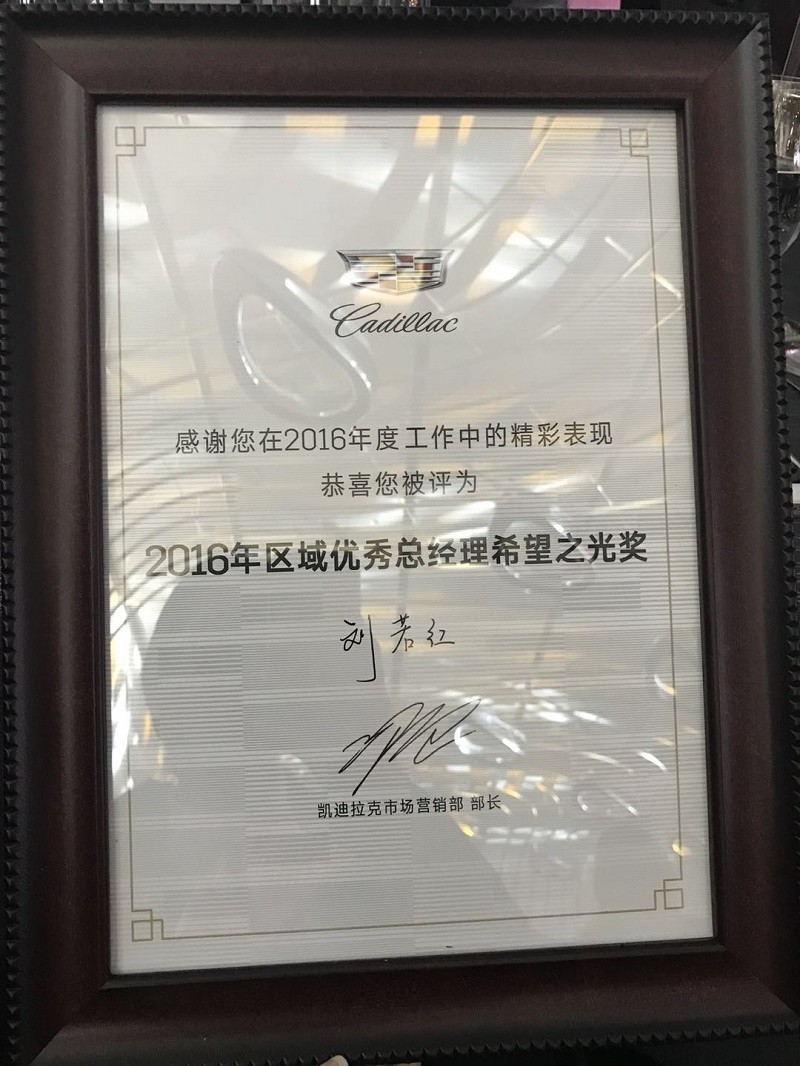 Cadillac
感谢您在2016年度工作中的精彩表现
恭喜您被评为
2016年区域优秀总经理希望之光奖
刘若红
凯迪拉克市场营销部 部长